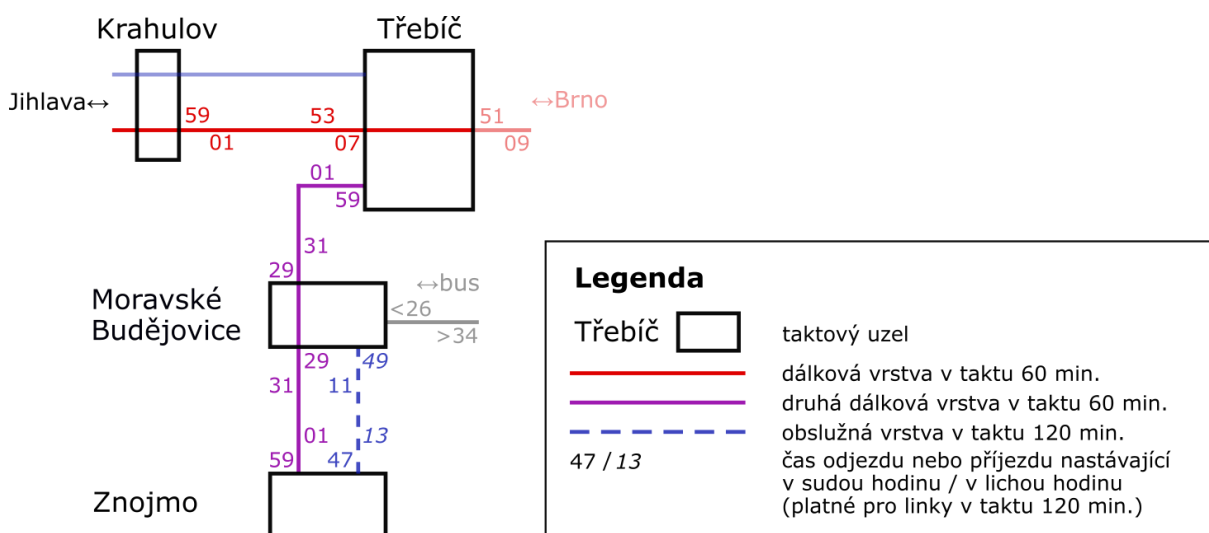 Krahulov
Třebíč
Jihlava↔
59
01
53
07
51
↔Brno
09
01
59
31
29
Moravské
Budějovice
↔bus
<26
>34
29
49
31
11
01
13
59
47
Znojmo
Legenda
Třebíč
taktový uzel
dálková vrstva v taktu 60 min.
druhá dálková vrstva v taktu 60 min.
obslužná vrstva v taktu 120 min.
47 / 13
čas odjezdu nebo příjezdu nastávající
v sudou hodinu / v lichou hodinu
(platné pro linky v taktu 120 min.)